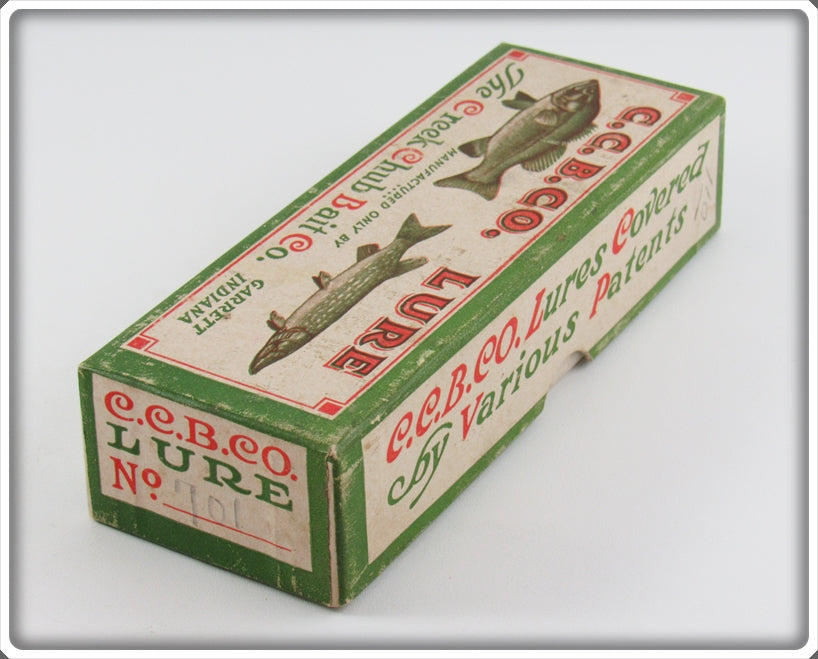 C.C.B.CO. LURE
MANUFACTURED ONLY BY
The Creek Chub Bait Co.
GARRETT
INDIANA
C.C.B.CO. Lures Covered
by Various Patents
C.C.B.CO.
LURE
No. 701